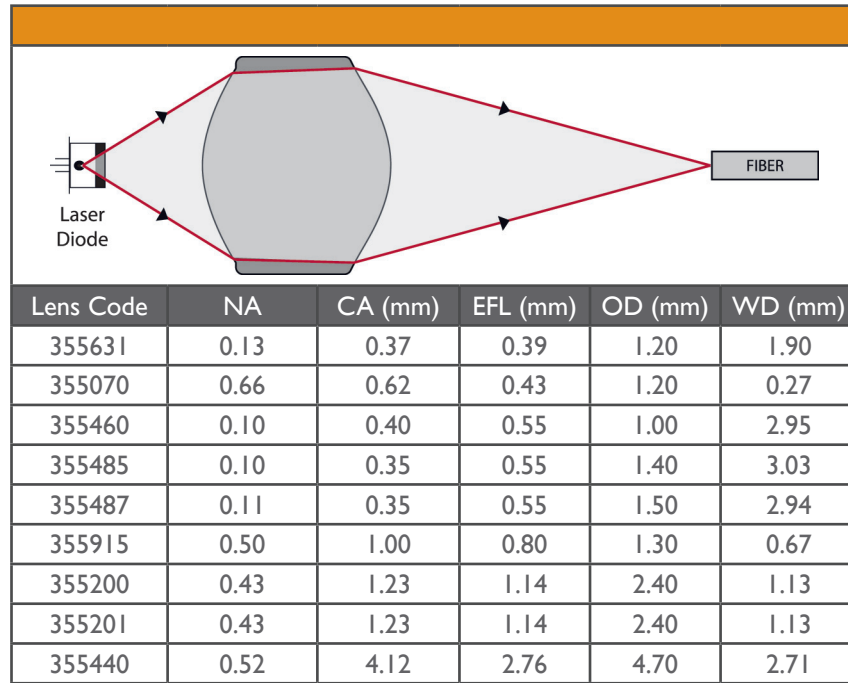 Laser
Diode
FIBER
Lens Code NA CA (mm) EFL (mm) OD (mm) WD (mm)
355631 0.13 0.37 0.39 1.20 1.90
355070 0.66 0.62 0.43 1.20 0.27
355460 0.10 0.40 0.55 1.00 2.95
355485 0.10 0.35 0.55 1.40 3.03
355487 0.11 0.35 0.55 1.50 2.94
355915 0.50 1.00 0.80 1.30 0.67
355200 0.43 1.23 1.14 2.40 1.13
355201 0.43 1.23 1.14 2.40 1.13
355440 0.52 4.12 2.76 4.70 2.71